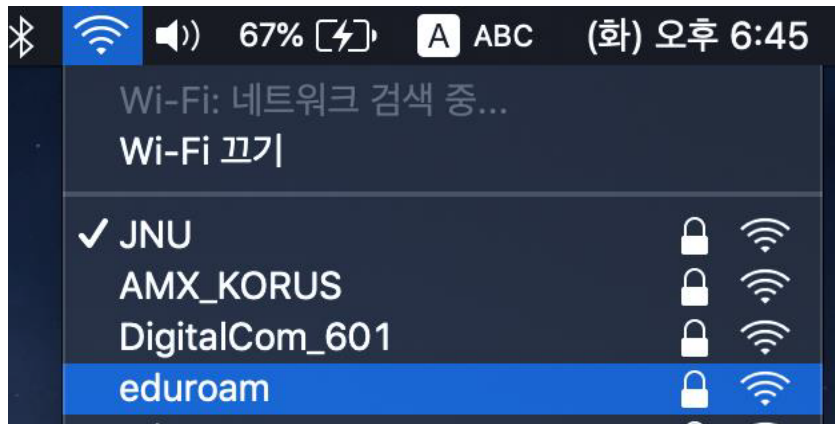 67% A ABC (화) 오후 6:45
Wi-Fi: 네트워크 검색 중...
Wi-Fi 끄기
✓ JNU
AMX_KORUS
DigitalCom_601
eduroam